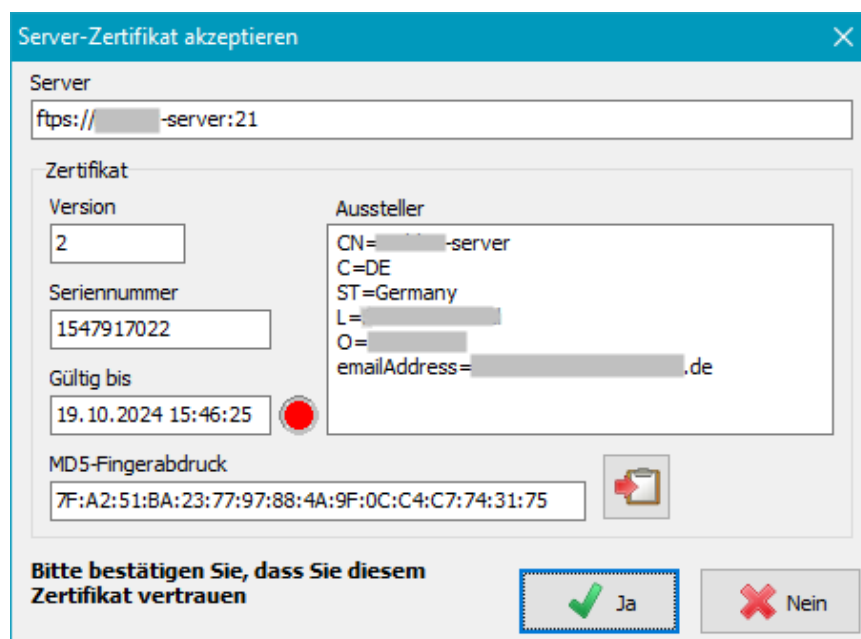 Server-Zertifikat akzeptieren
Server
ftps:// -server:21
Zertifikat
Version
2
Aussteller
CN= -server
C=DE
ST=Germany
L=
O=
emailAddress= .de
Seriennummer
1547917022
Gültig bis
19.10.2024 15:46:25
MD5-Fingerabdruck
7F:A2:51:BA:23:77:97:88:4A:9F:0C:C4:C7:74:31:75
Bitte bestätigen Sie, dass Sie diesem
Zertifikat vertrauen
Ja
Nein